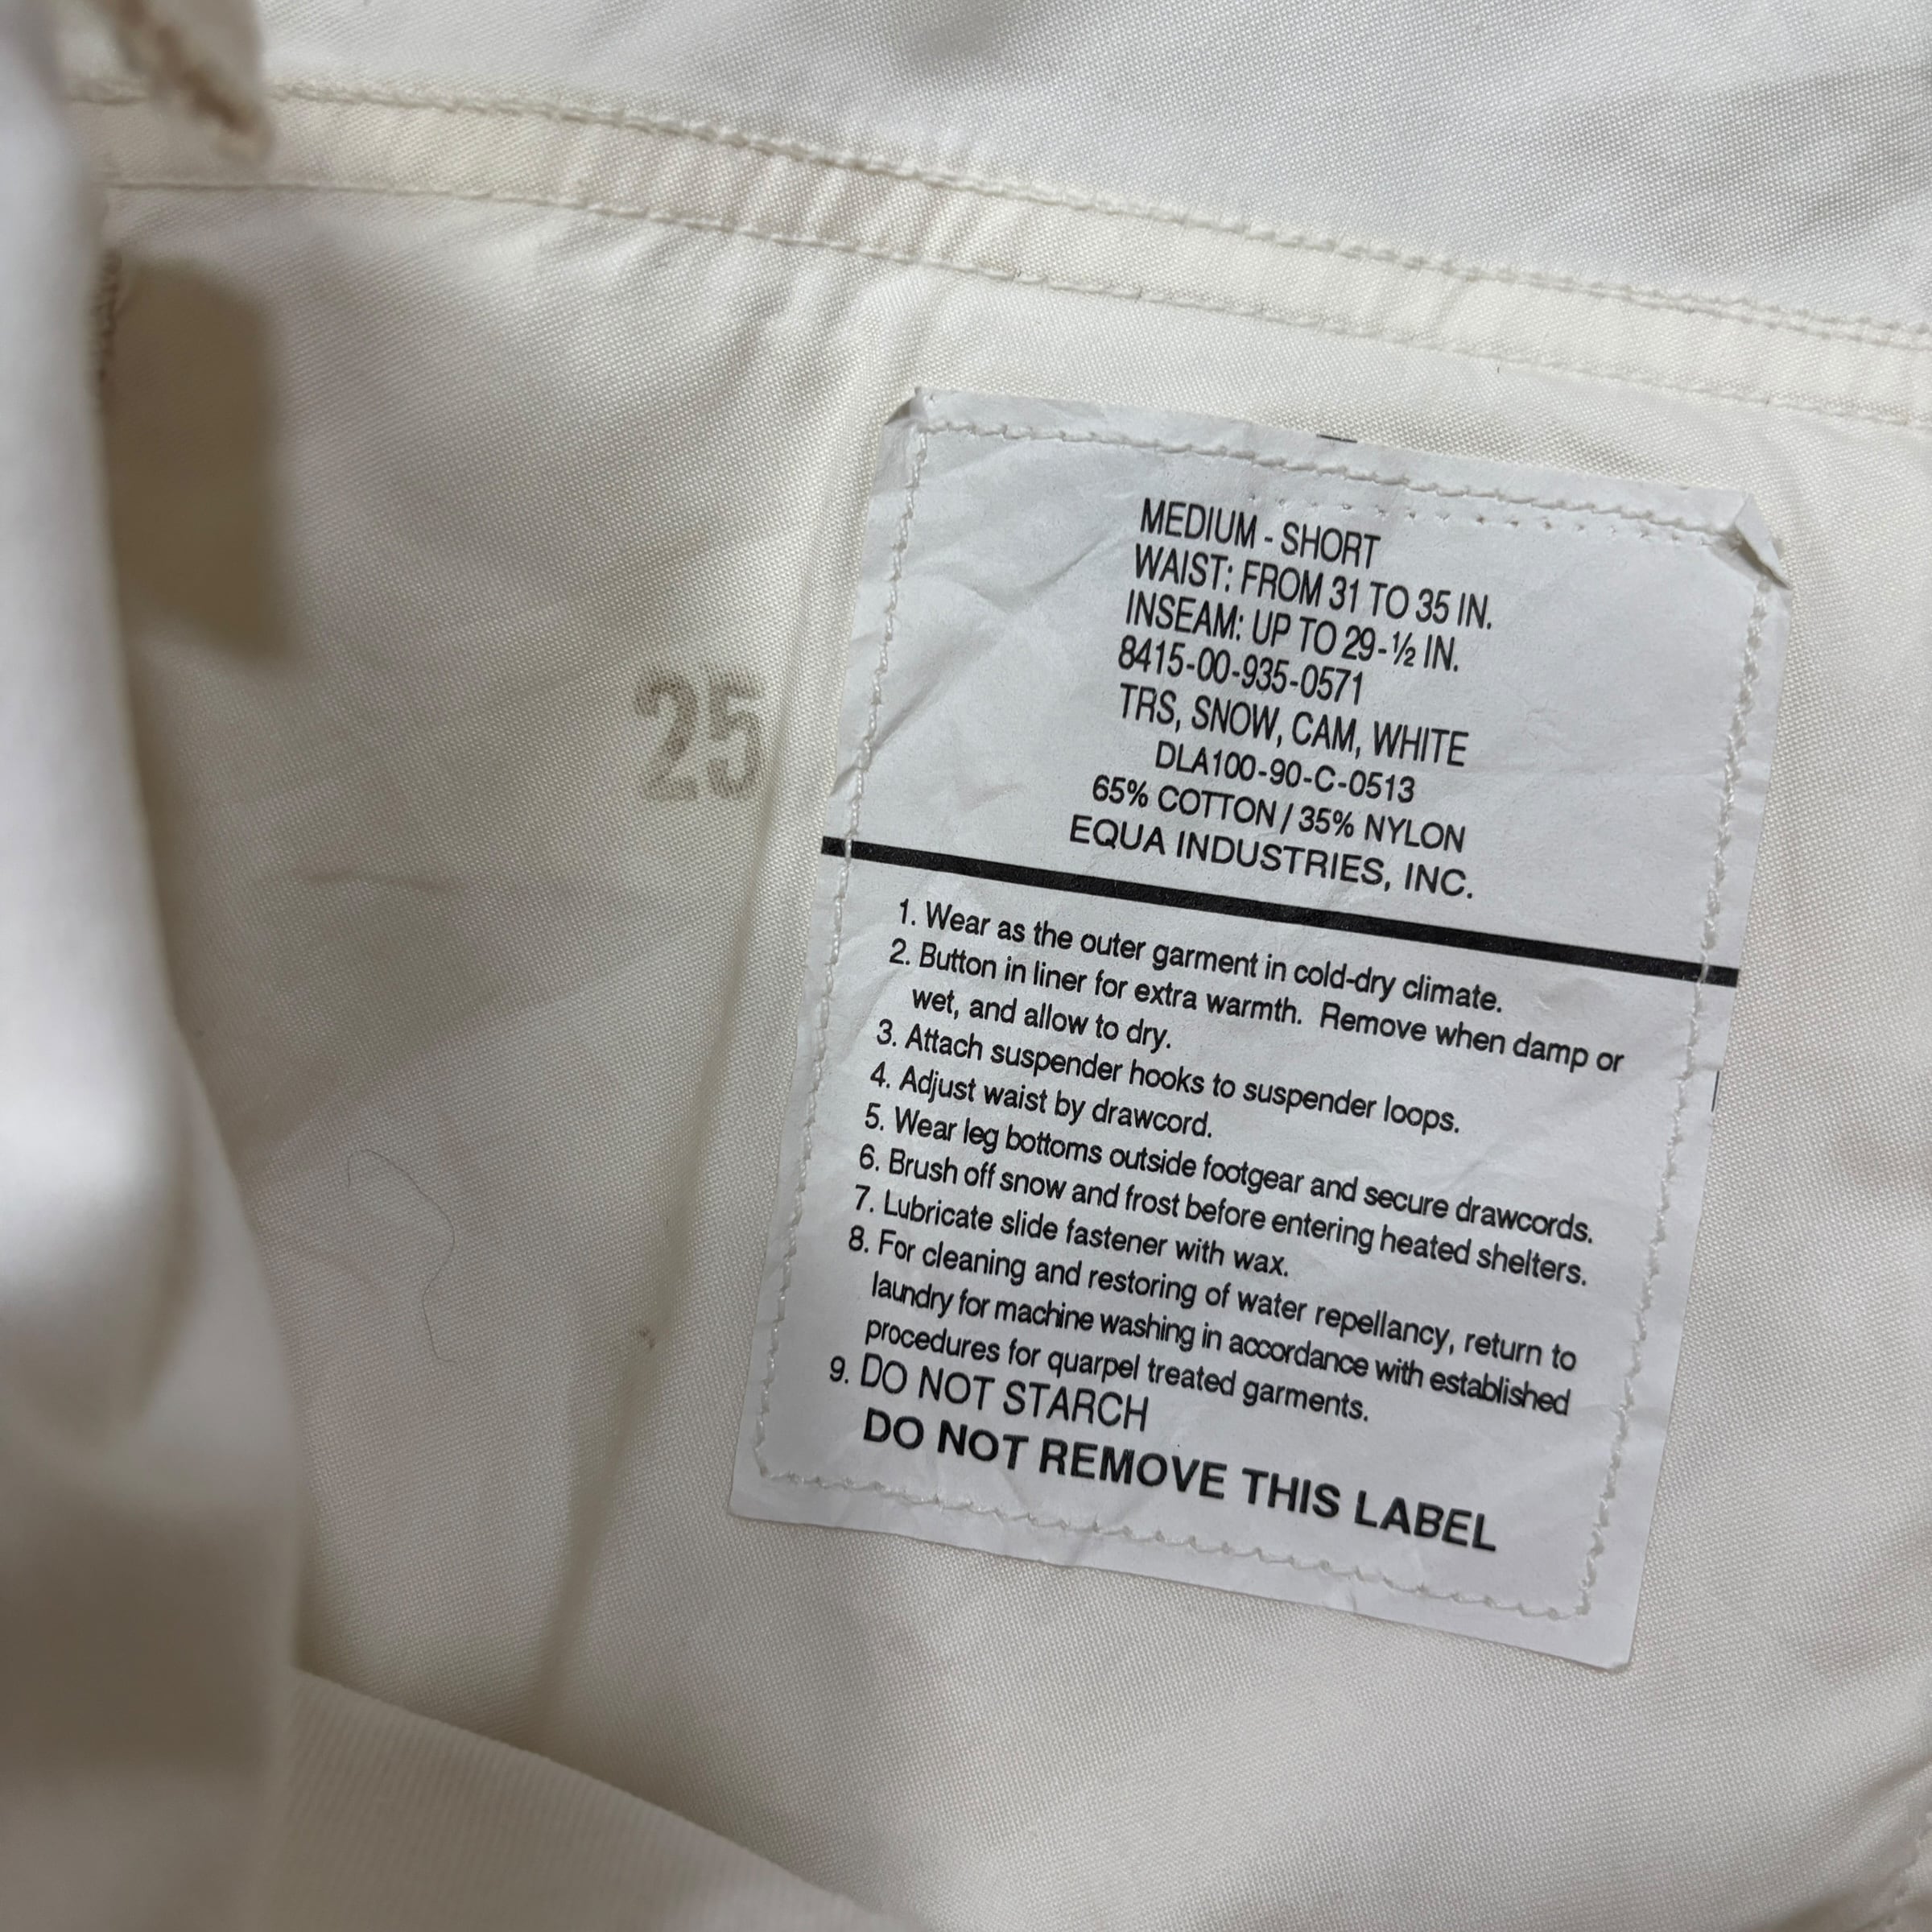 25
MEDIUM - SHORT
WAIST: FROM 31 TO 35 IN.
INSEAM: UP TO 29-½ IN.
8415-00-935-0571
TRS, SNOW, CAM, WHITE
DLA100-90-C-0513
65% COTTON / 35% NYLON
EQUA INDUSTRIES, INC.
1. Wear as the outer garment in cold-dry climate.
2. Button in liner for extra warmth. Remove when damp or
wet, and allow to dry.
3. Attach suspender hooks to suspender loops.
4. Adjust waist by drawcord.
5. Wear leg bottoms outside footgear and secure drawcords.
6. Brush off snow and frost before entering heated shelters.
7. Lubricate slide fastener with wax.
8. For cleaning and restoring of water repellancy, return to
laundry for machine washing in accordance with established
procedures for quarpel treated garments.
9. DO NOT STARCH
DO NOT REMOVE THIS LABEL